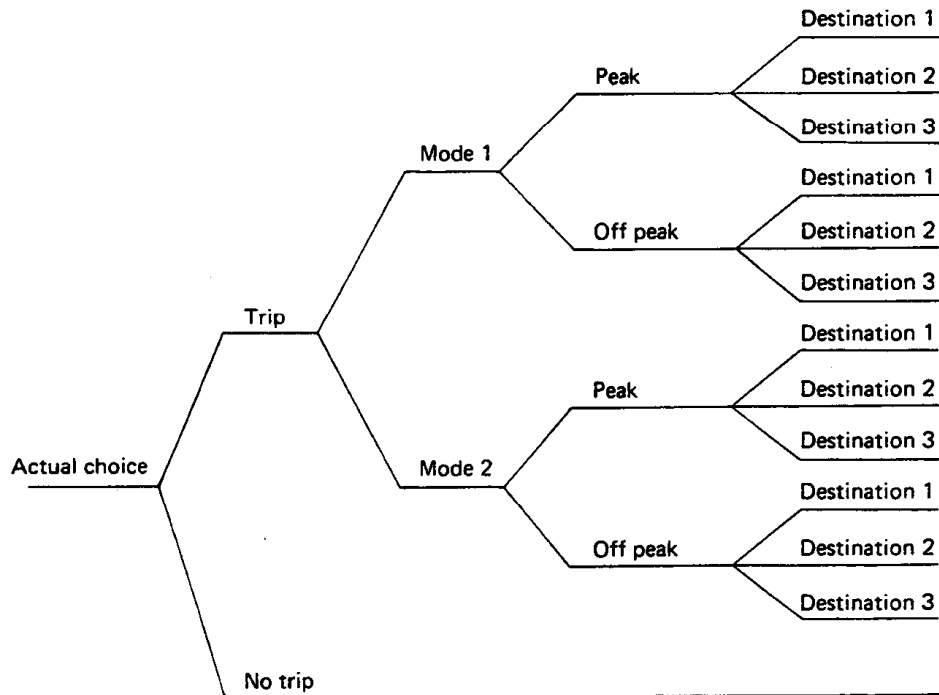 Destination 1
Peak
Destination 2
Destination 3
Mode 1
Destination 1
Off peak
Destination 2
Destination 3
Trip
Destination 1
Peak
Destination 2
Destination 3
Actual choice
Mode 2
Destination 1
Off peak
Destination 2
Destination 3
No trip